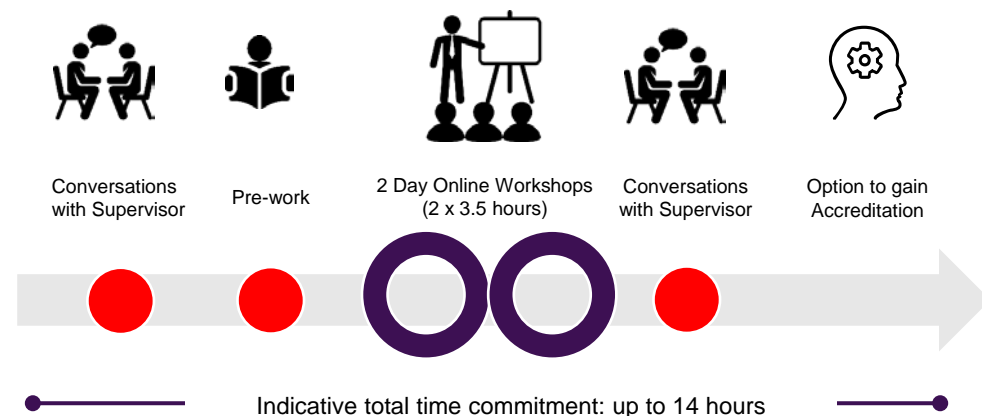 Conversations
with Supervisor
Pre-work
2 Day Online Workshops
(2 x 3.5 hours)
Conversations
with Supervisor
Option to gain
Accreditation
Indicative total time commitment: up to 14 hours